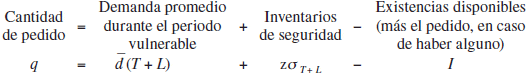 Cantidad de pedido = Demanda promedio durante el periodo vulnerable + Inventarios de seguridad − Existencias disponibles (más el pedido, en caso de haber alguno)
q = d̄ (T + L) + zσ_{T+L} − I